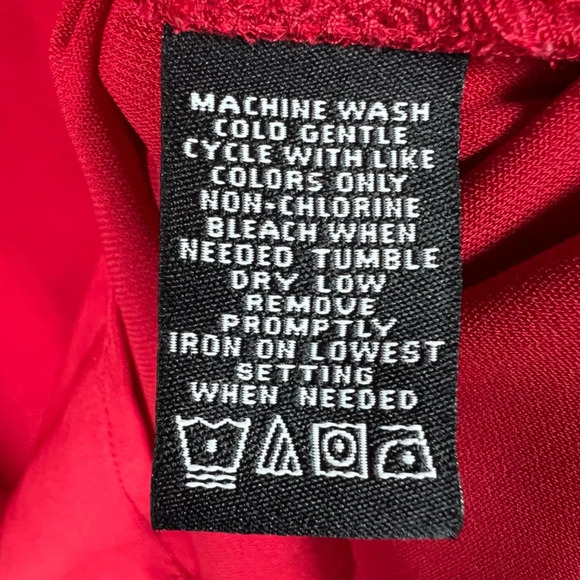 MACHINE WASH
COLD GENTLE
CYCLE WITH LIKE
COLORS ONLY
NON-CHLORINE
BLEACH WHEN
NEEDED TUMBLE
DRY LOW
REMOVE
PROMPTLY
IRON ON LOWEST
SETTING
WHEN NEEDED